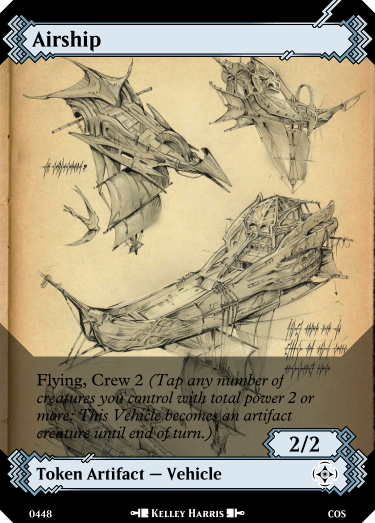 Airship
Flying, Crew 2 (Tap any number of
creatures you control with total power 2 or
more: This Vehicle becomes an artifact
creature until end of turn.)
2/2
Token Artifact — Vehicle
0448
KELLEY HARRIS
COS